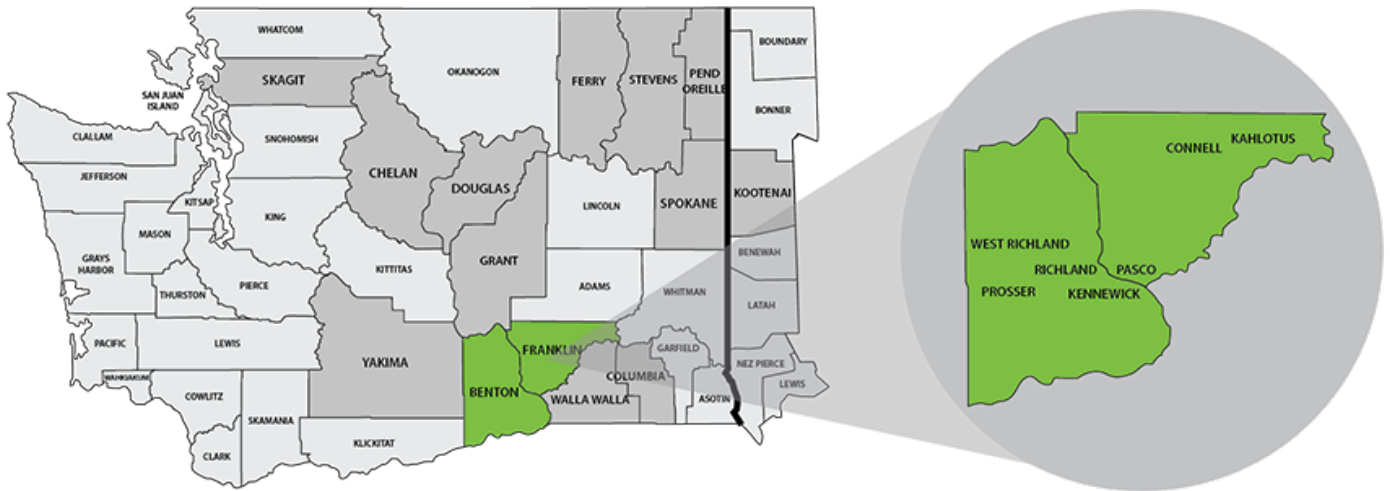 WHATCOM
SKAGIT
SAN JUAN
ISLAND
OKANOGON
FERRY
STEVENS
PEND
OREILLE
BOUNDARY
BONNER
CLALLAM
SNOHOMISH
JEFFERSON
CHELAN
DOUGLAS
KITSAP
KING
LINCOLN
SPOKANE
KOOTENAI
MASON
GRAYS
HARBOR
KITTITAS
GRANT
BENEWAH
THURSTON
PIERCE
ADAMS
WHITMAN
LATAH
PACIFIC
LEWIS
YAKIMA
FRANKLIN
GARFIELD
NEZ PIERCE
WAHKIAKUM
COLUMBIA
LEWIS
COWLITZ
SKAMANIA
BENTON
WALLA WALLA
ASOTIN
CLARK
KLICKITAT
CONNELL
KAHLOTUS
WEST RICHLAND
RICHLAND
PASCO
PROSSER
KENNEWICK